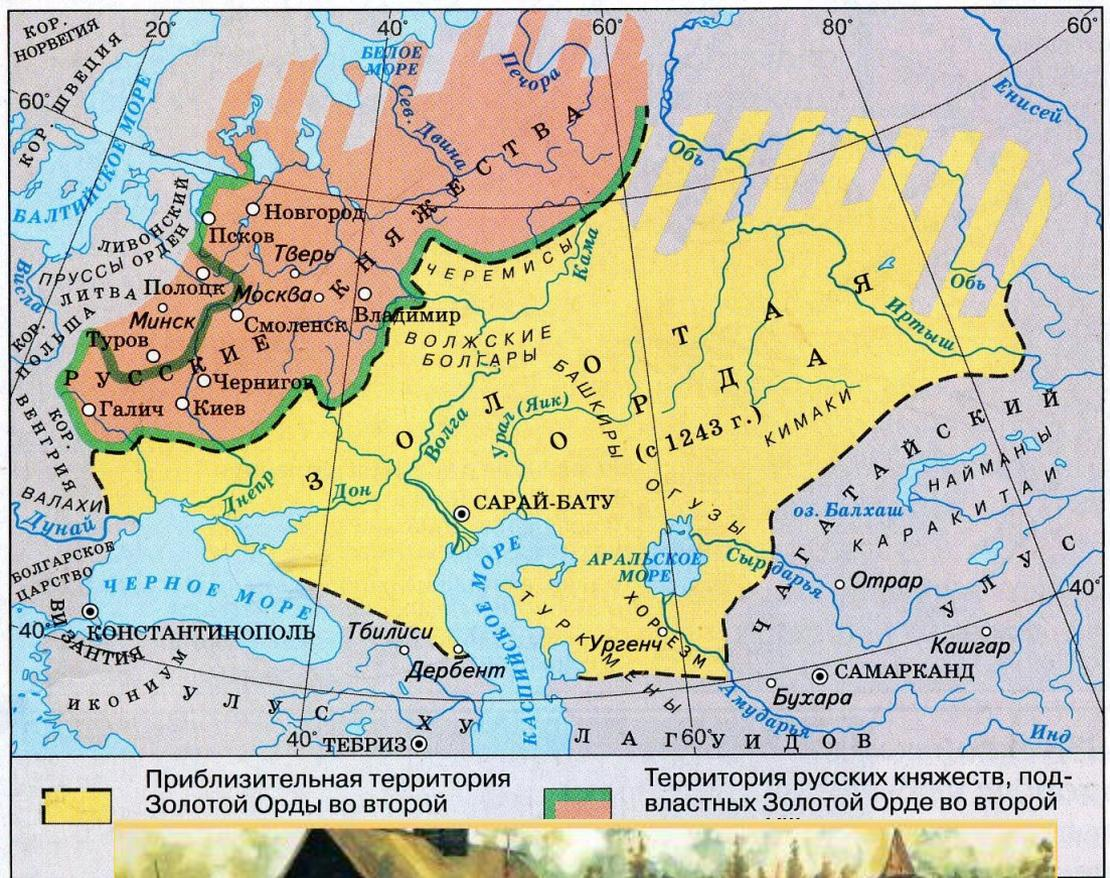 КОР. НОРВЕГИЯ
20°
40°
60°
80°
60°
КОР. ШВЕЦИЯ
60°
БЕЛОЕ МОРЕ
Печора
Сев. Двина
Енисей
Обь
БАЛТИЙСКОЕ МОРЕ
РУССКИЕ КНЯЖЕСТВА
Новгород
Псков
ЛИВОНСКИЙ ОРДЕН
Тверь
ПРУССЫ
ЛИТВА
Полоцк
Москва
Висла
Минск
Смоленск
Владимир
КОР. ПОЛЬША
Туров
Чернигов
Галич
Киев
КОР. ВЕНГРИЯ
ЧЕРЕМИСЫ
Кама
ВОЛЖСКИЕ БОЛГАРЫ
БАШКИРЫ
Волга
Урал (Яик)
ЗОЛОТАЯ ОРДА
(с 1243 г.)
КИМАКИ
Обь
Иртыш
ОГУЗЫ
ВАЛАХИ
Дунай
Днепр
Дон
САРАЙ-БАТУ
БОЛГАРСКОЕ ЦАРСТВО
ЧЕРНОЕ МОРЕ
КОНСТАНТИНОПОЛЬ
ВИЗАНТИЯ
40°
ИКОНИУМ
Тбилиси
Дербент
КАСПИЙСКОЕ МОРЕ
АРАЛЬСКОЕ МОРЕ
Сырдарья
ХОРЕЗМ
Ургенч
ТУРКМЕНЫ
Амударья
ЧАГАТАЙСКИЙ УЛУС
НАЙМАНЫ
оз. Балхаш
КАРАКИТАИ
Отрар
40°
Кашгар
САМАРКАНД
Бухара
Инд
УЛУС ХУЛАГУИДОВ
40°
ТЕБРИЗ
60°
Приблизительная территория
Золотой Орды во второй
Территория русских княжеств, под-
властных Золотой Орде во второй